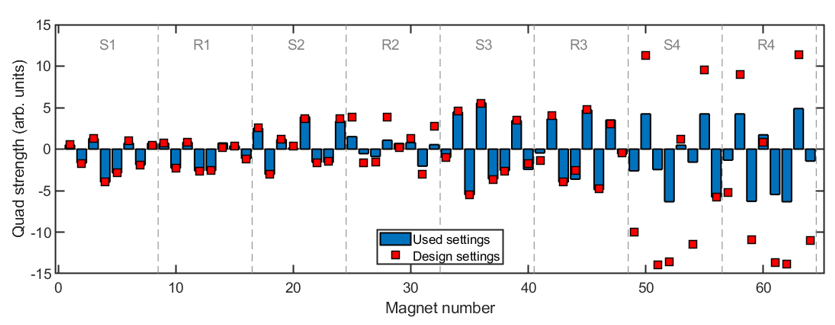 S1 R1 S2 R2 S3 R3 S4 R4
15
10
5
0
-5
-10
-15
Quad strength (arb. units)
Used settings
Design settings
0 10 20 30 40 50 60
Magnet number